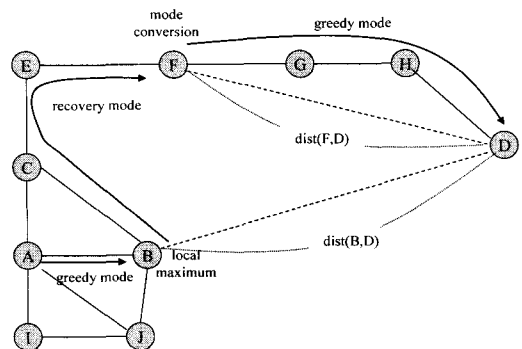 mode
conversion
greedy mode
E
F
G
H
recovery mode
dist(F,D)
D
C
dist(B,D)
A
B
local
maximum
greedy mode
I
J